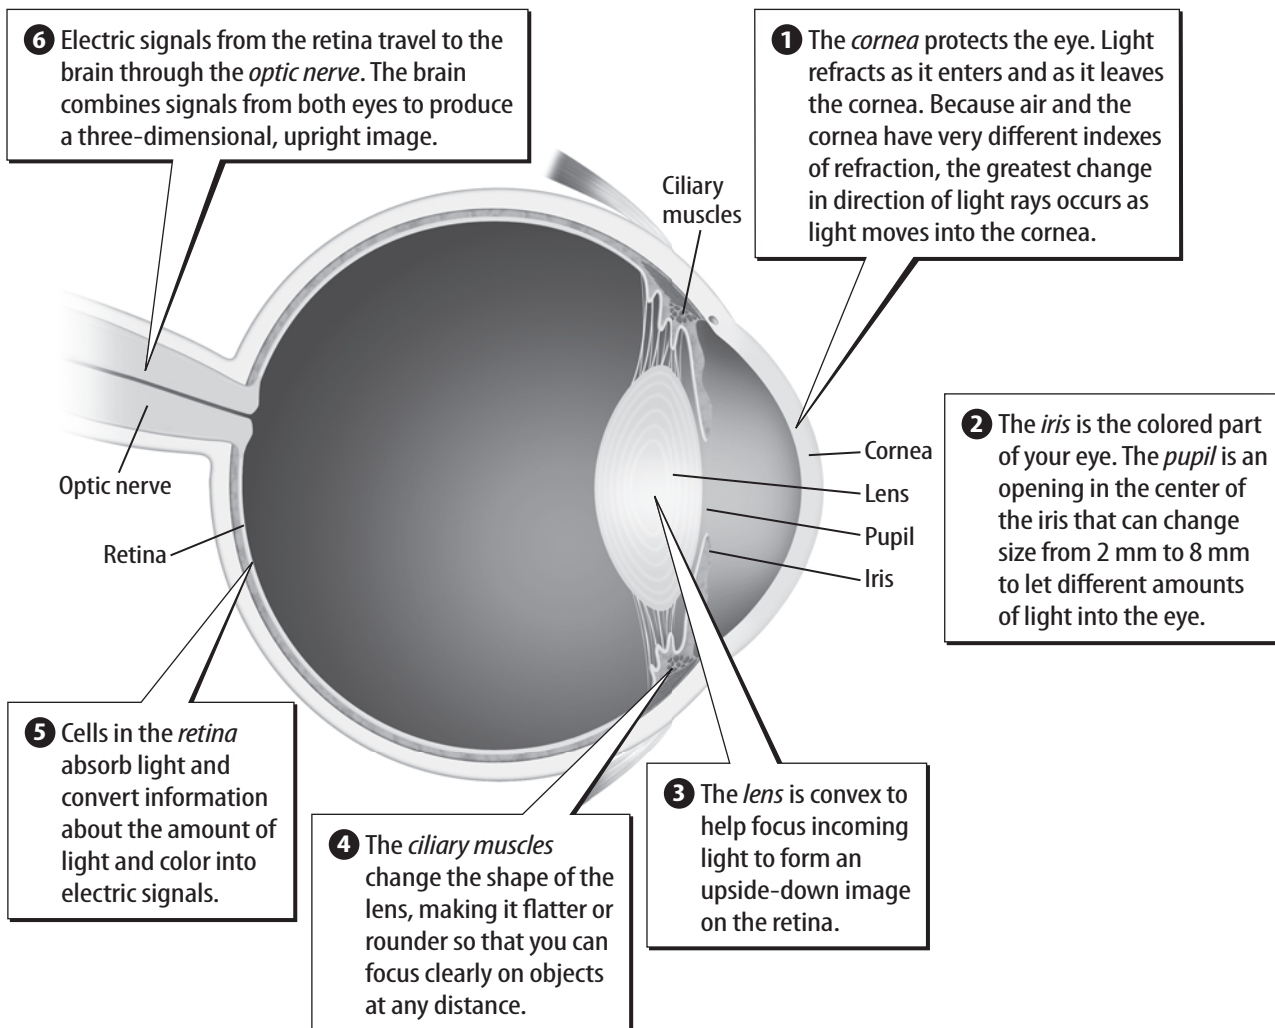 6 Electric signals from the retina travel to the
brain through the optic nerve. The brain
combines signals from both eyes to produce
a three-dimensional, upright image.
1 The cornea protects the eye. Light
refracts as it enters and as it leaves
the cornea. Because air and the
cornea have very different indexes
of refraction, the greatest change
in direction of light rays occurs as
light moves into the cornea.
Ciliary
muscles
2 The iris is the colored part
of your eye. The pupil is an
opening in the center of
the iris that can change
size from 2 mm to 8 mm
to let different amounts
of light into the eye.
Cornea
Lens
Pupil
Iris
Optic nerve
Retina
5 Cells in the retina
absorb light and
convert information
about the amount of
light and color into
electric signals.
4 The ciliary muscles
change the shape of the
lens, making it flatter or
rounder so that you can
focus clearly on objects
at any distance.
3 The lens is convex to
help focus incoming
light to form an
upside-down image
on the retina.